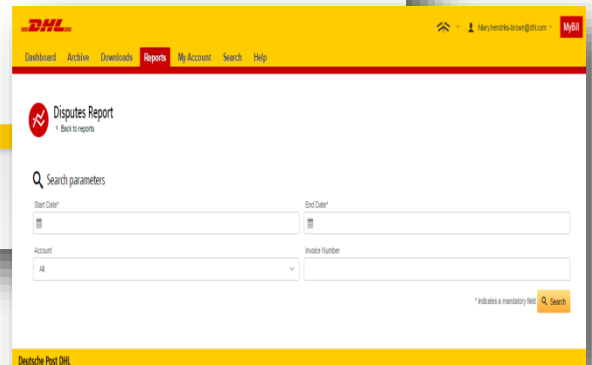 DHL
hilary.hendriks-brown@dhl.com
MyBill
Dashboard Archive Downloads Reports My Account Search Help
Disputes Report
Back to reports
Search parameters
Start Date* End Date*
Account Invoice Number
All
* indicates a mandatory field Search
Deutsche Post DHL